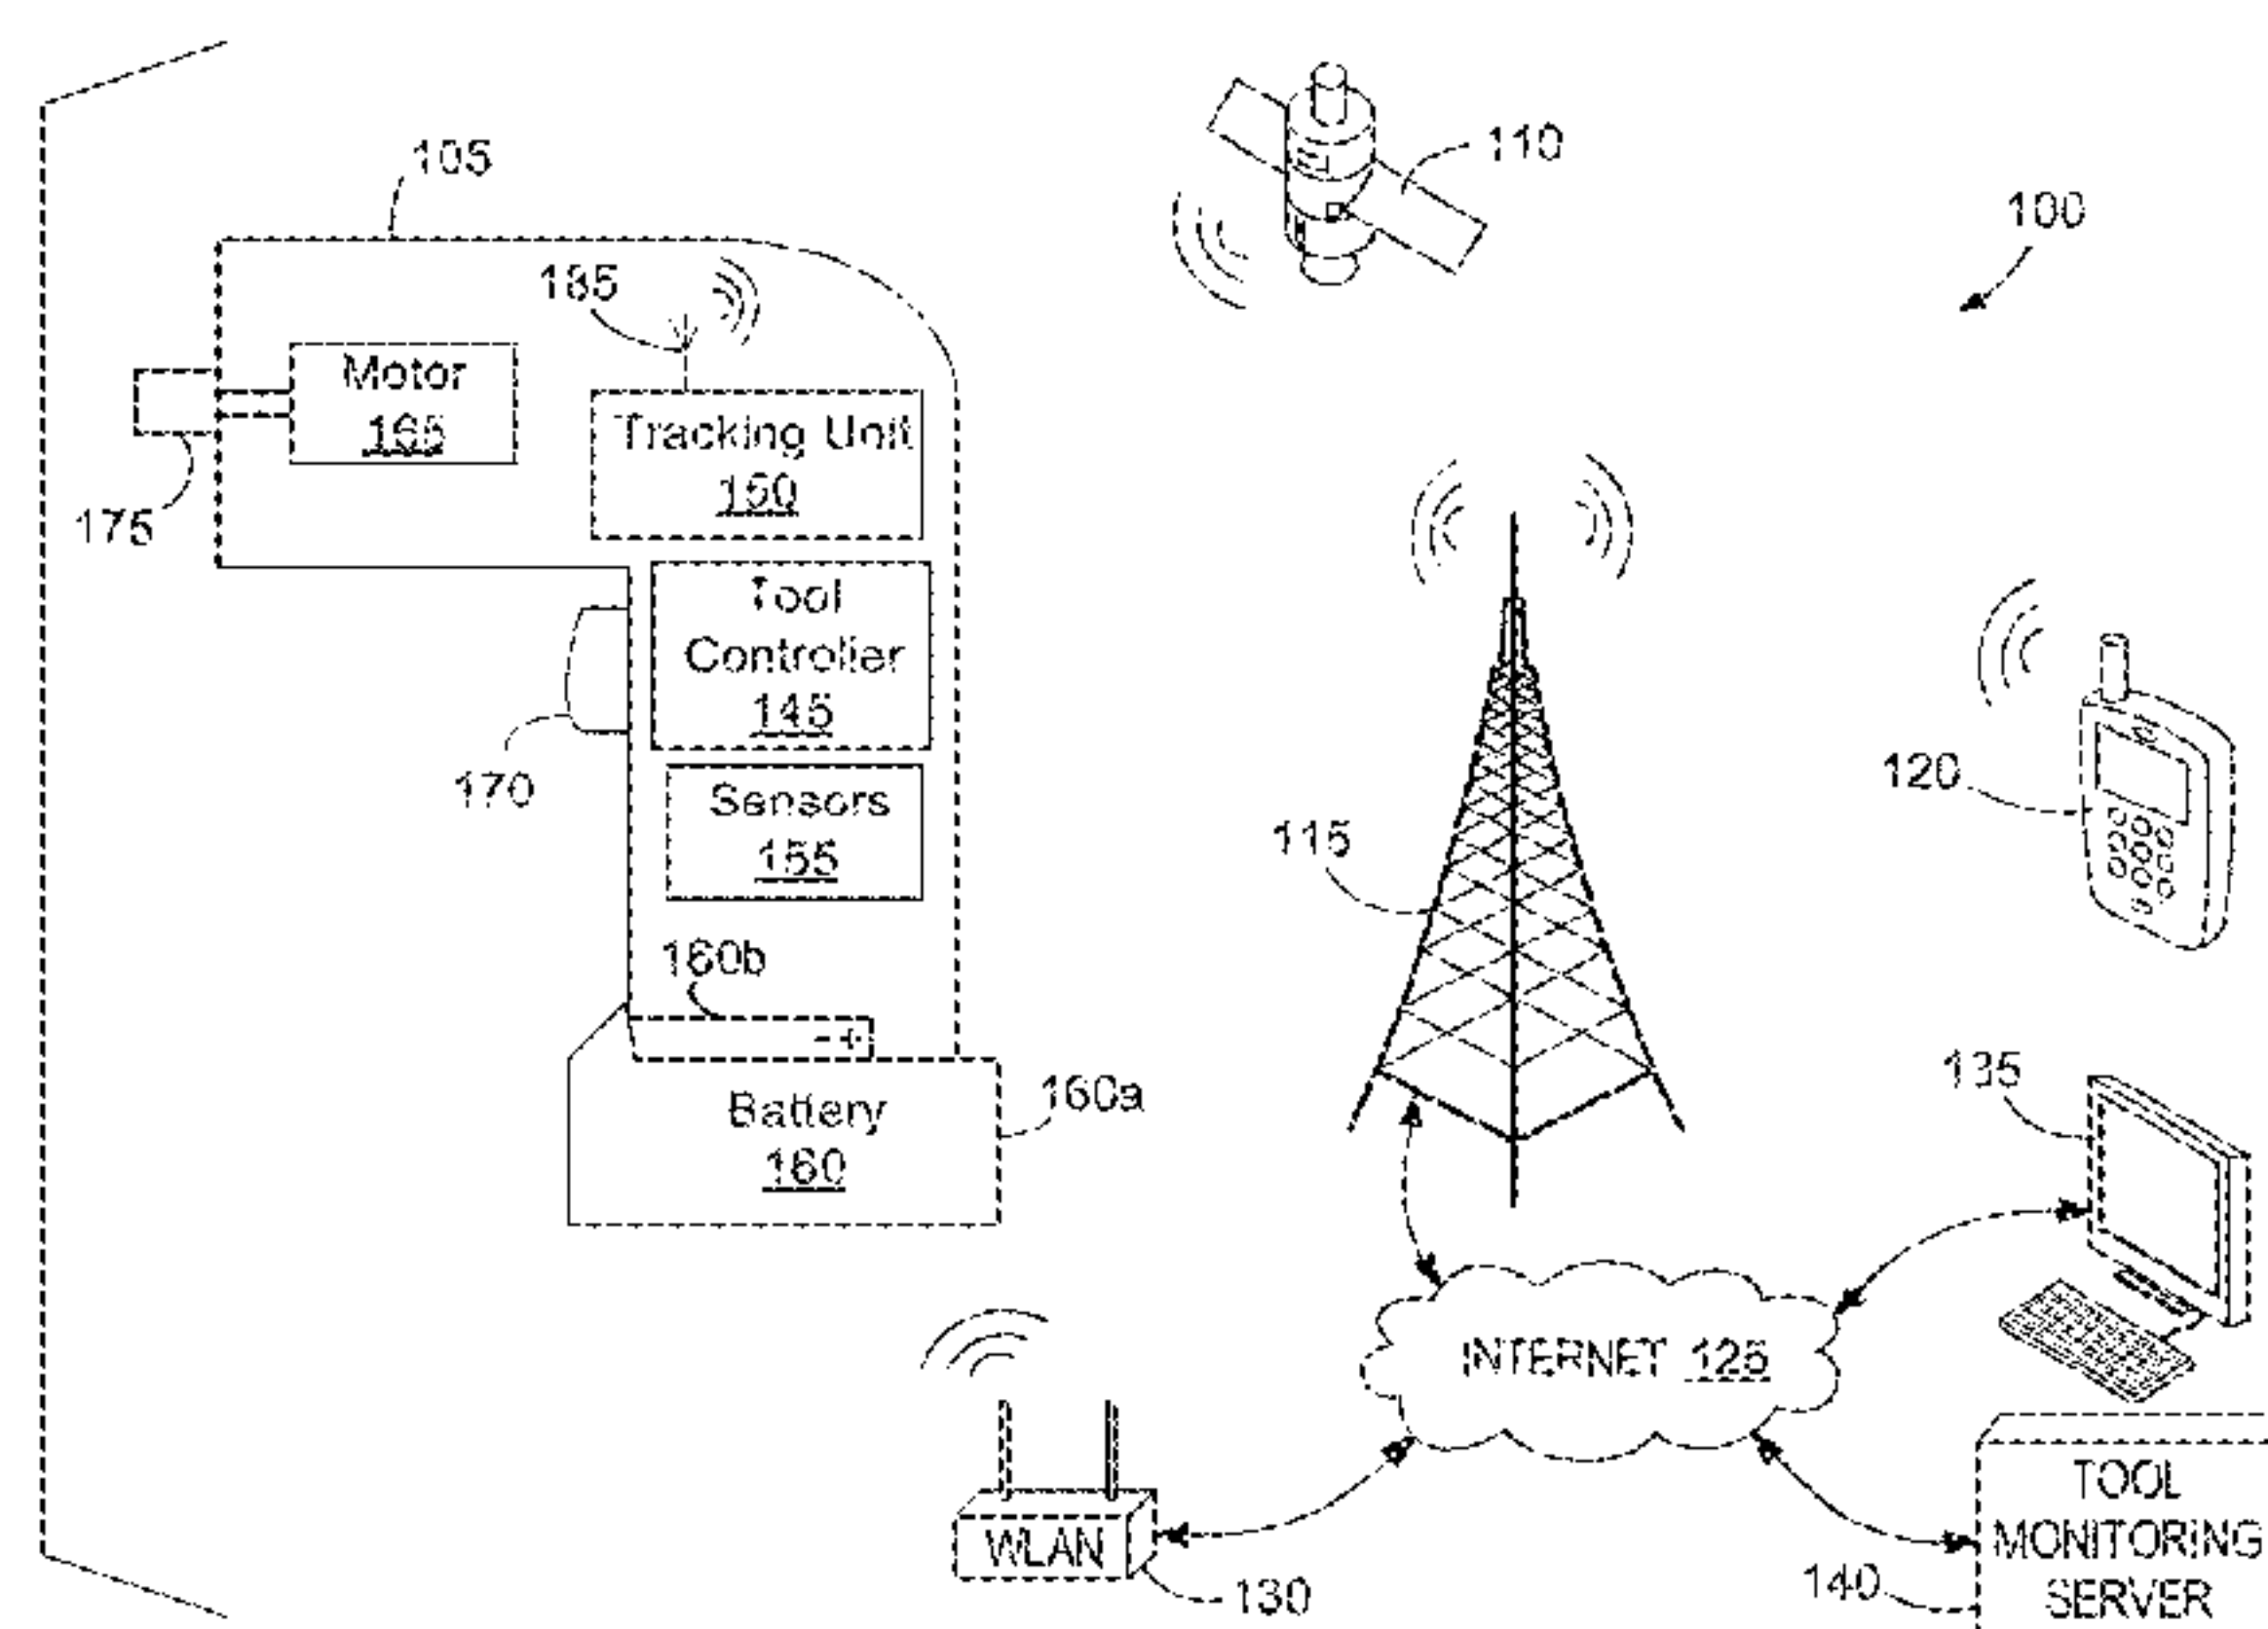 105
110
100
185
Motor
165
Tracking Unit
150
175
Tool
Controller
145
170
120
Sensors
155
115
160b
135
160a
Battery
160
INTERNET 125
TOOL
WLAN
MONITORING
140
130
SERVER